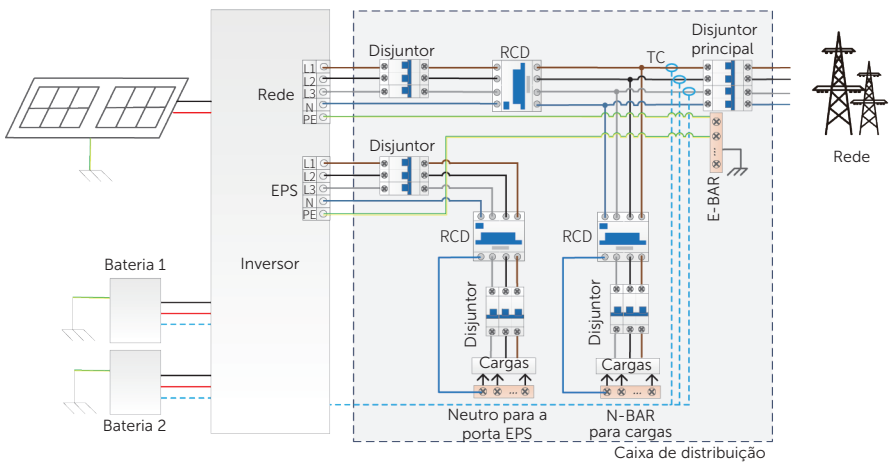 Disjuntor
RCD
TC
Disjuntor
principal
Rede
L1
L2
L3
N
PE
Rede
Disjuntor
EPS
L1
L2
L3
N
PE
E-BAR
...
RCD
RCD
Inversor
Bateria 1
Disjuntor
Disjuntor
Cargas
Cargas
...
...
Bateria 2
Neutro para a
porta EPS
N-BAR
para cargas
Caixa de distribuição